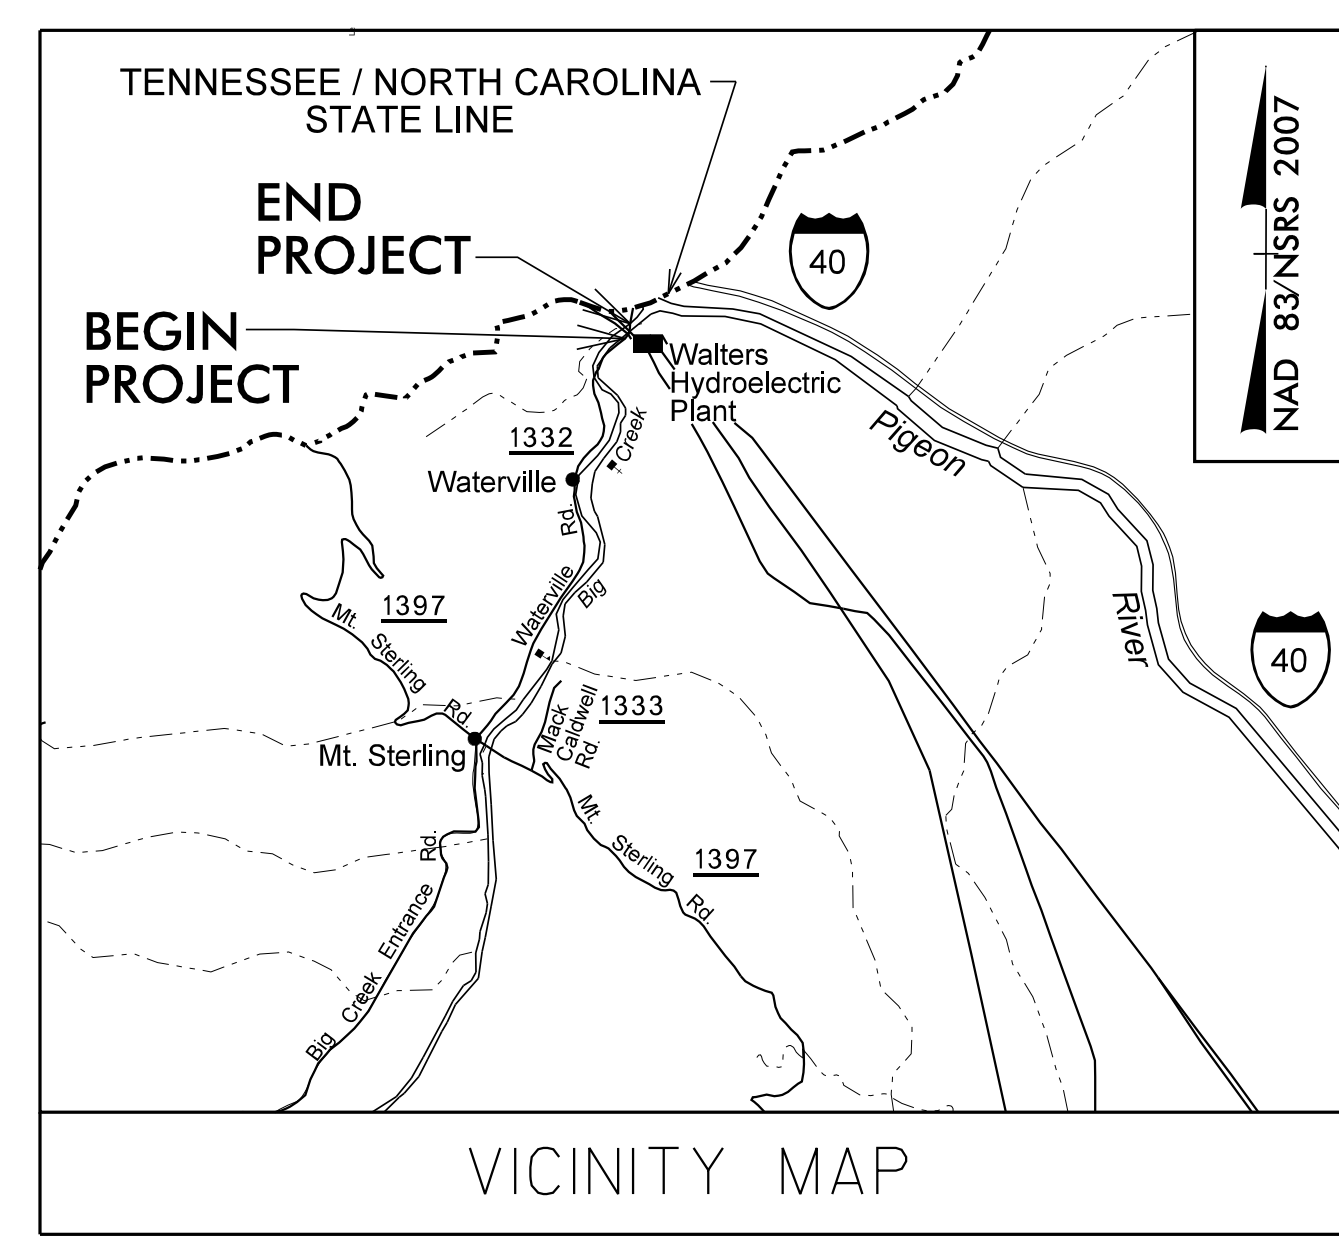 TENNESSEE / NORTH CAROLINA
STATE LINE
END
PROJECT
BEGIN
PROJECT
40
NAD 83/NSRS 2007
Walters
Hydroelectric
Plant
Pigeon
River
40
1332
Creek
Waterville
Rd.
Waterville
Big
1397
Mt. Sterling
Rd.
1333
Mack
Caldwell
Rd.
Mt. Sterling
Mt.
Sterling
Rd.
1397
Big Creek Entrance Rd.
VICINITY MAP